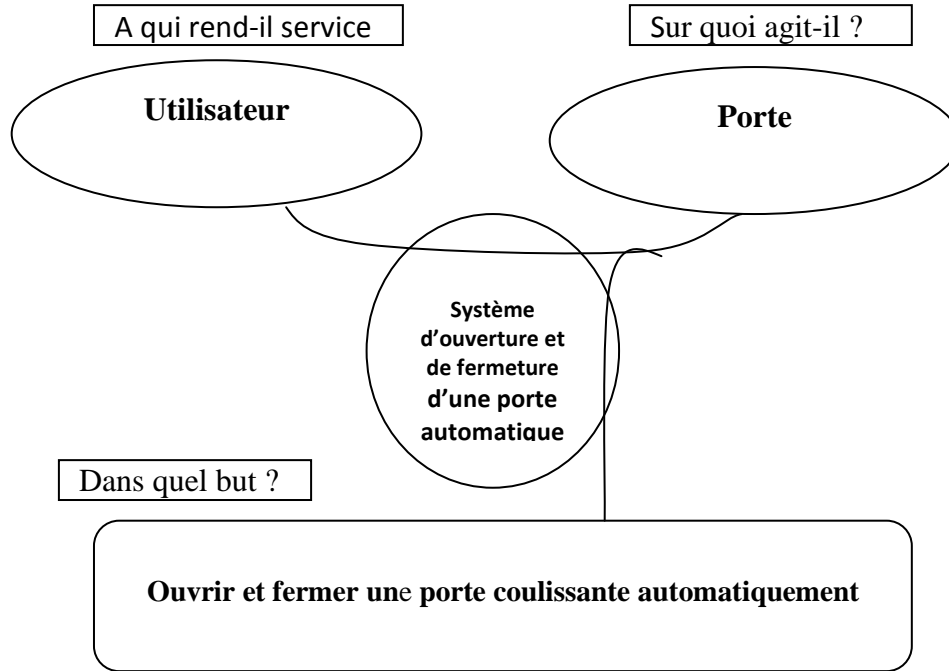 A qui rend-il service
Sur quoi agit-il ?
Utilisateur
Porte
Système
d’ouverture et
de fermeture
d’une porte
automatique
Dans quel but ?
Ouvrir et fermer une porte coulissante automatiquement